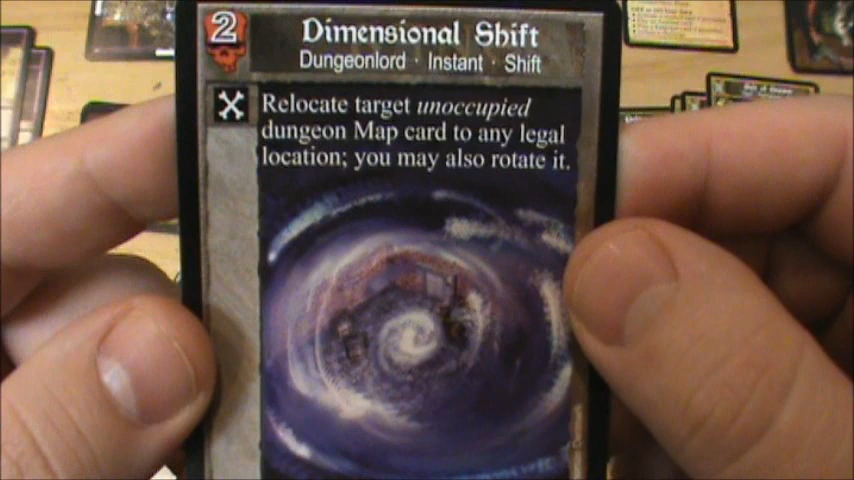 2
Dimensional Shift
Dungeonlord · Instant · Shift
Relocate target unoccupied
dungeon Map card to any legal
location; you may also rotate it.